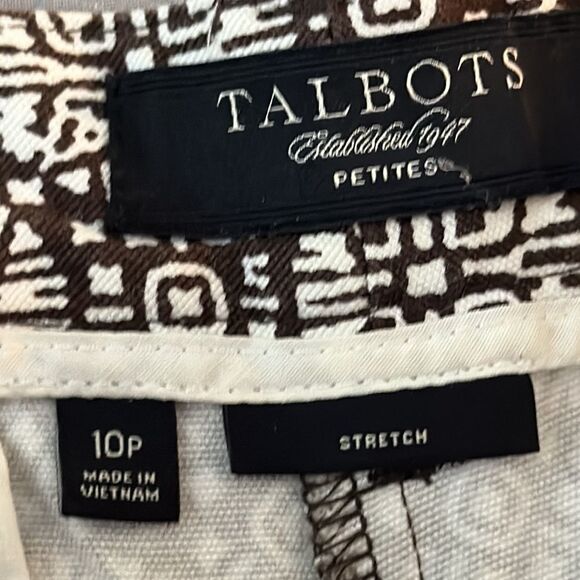 TALBOTS
Established 1947
PETITES
10P
MADE IN
VIETNAM
STRETCH